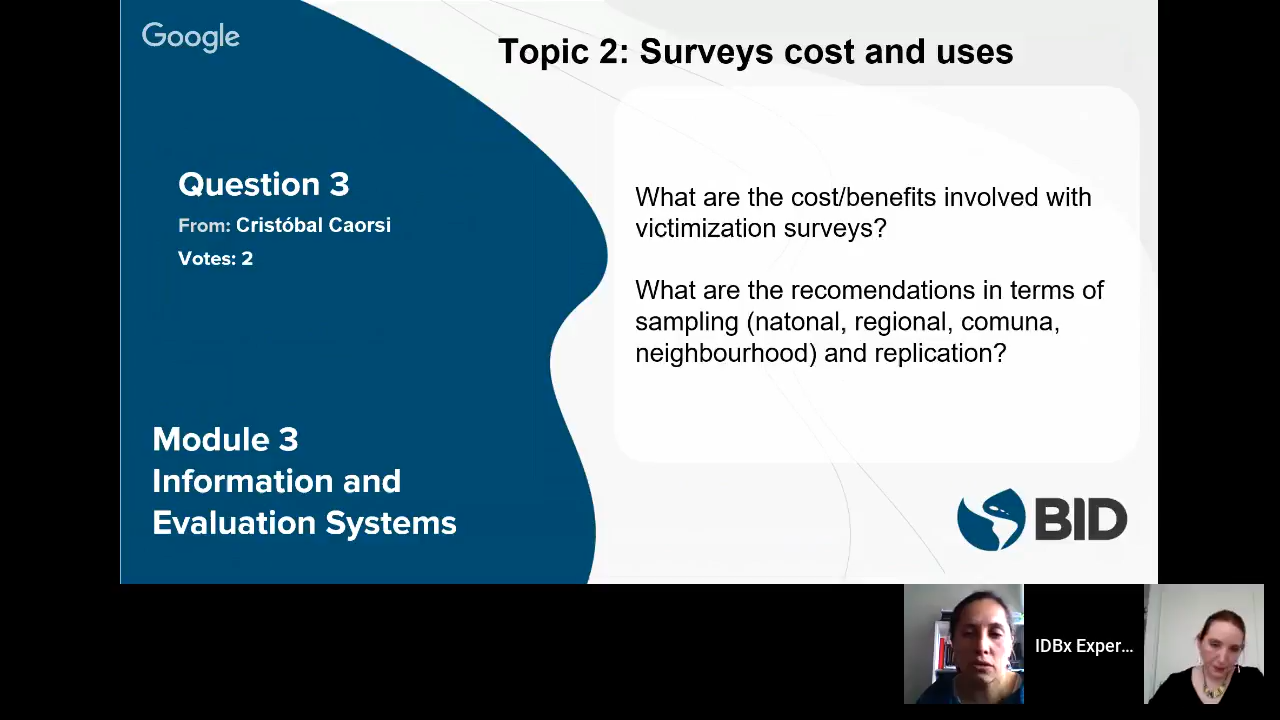 Google
Topic 2: Surveys cost and uses
Question 3
From: Cristóbal Caorsi
Votes: 2
What are the cost/benefits involved with
victimization surveys?
What are the recomendations in terms of
sampling (natonal, regional, comuna,
neighbourhood) and replication?
Module 3
Information and
Evaluation Systems
BID
IDBx Exper...